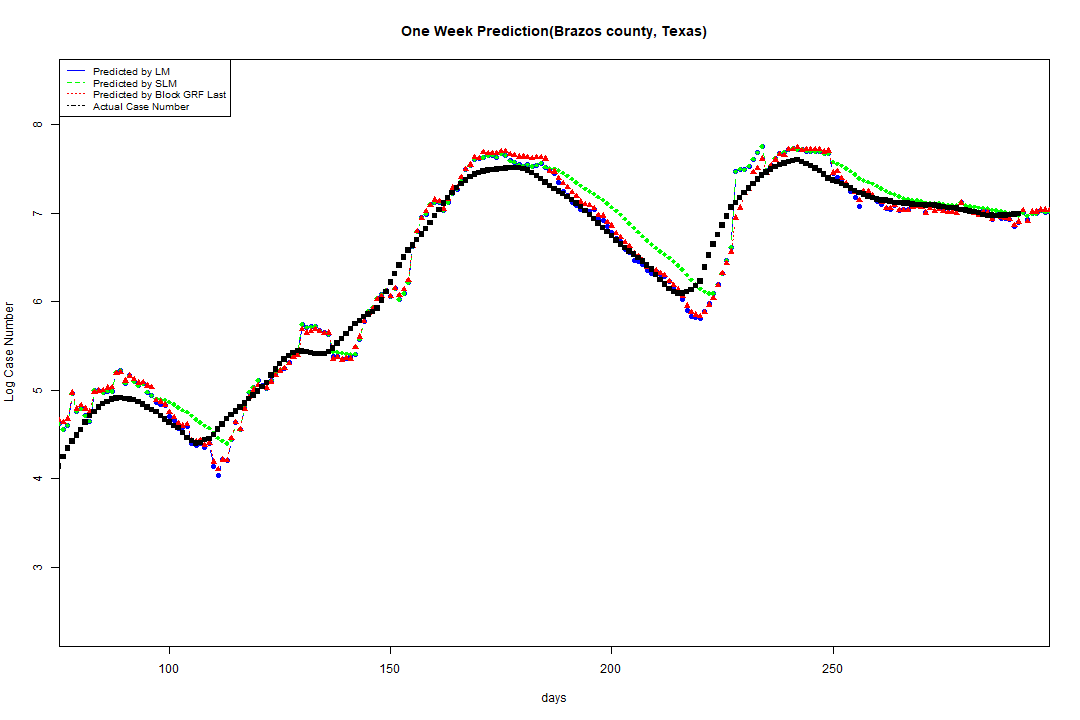 One Week Prediction(Brazos county, Texas)
Predicted by LM
Predicted by SLM
Predicted by Block GRF Last
Actual Case Number
Log Case Number
8
7
6
5
4
3
100 150 200 250
days